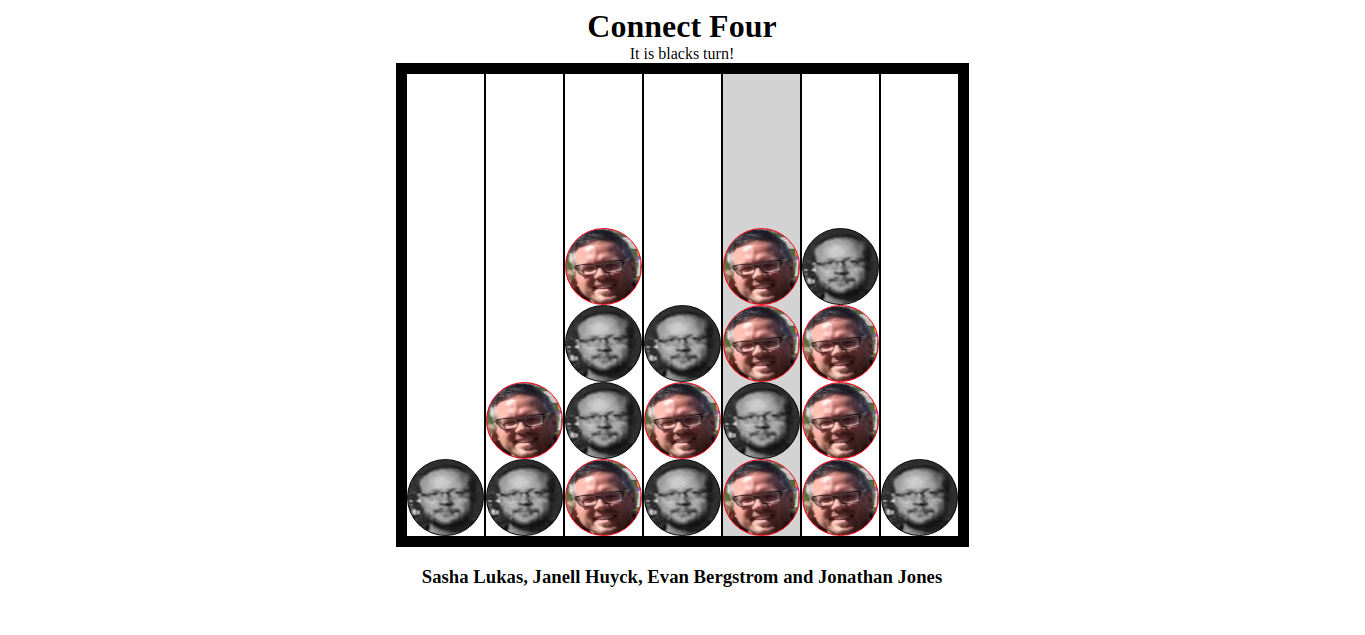 Connect Four
It is blacks turn!
Sasha Lukas, Janell Huyck, Evan Bergstrom and Jonathan Jones